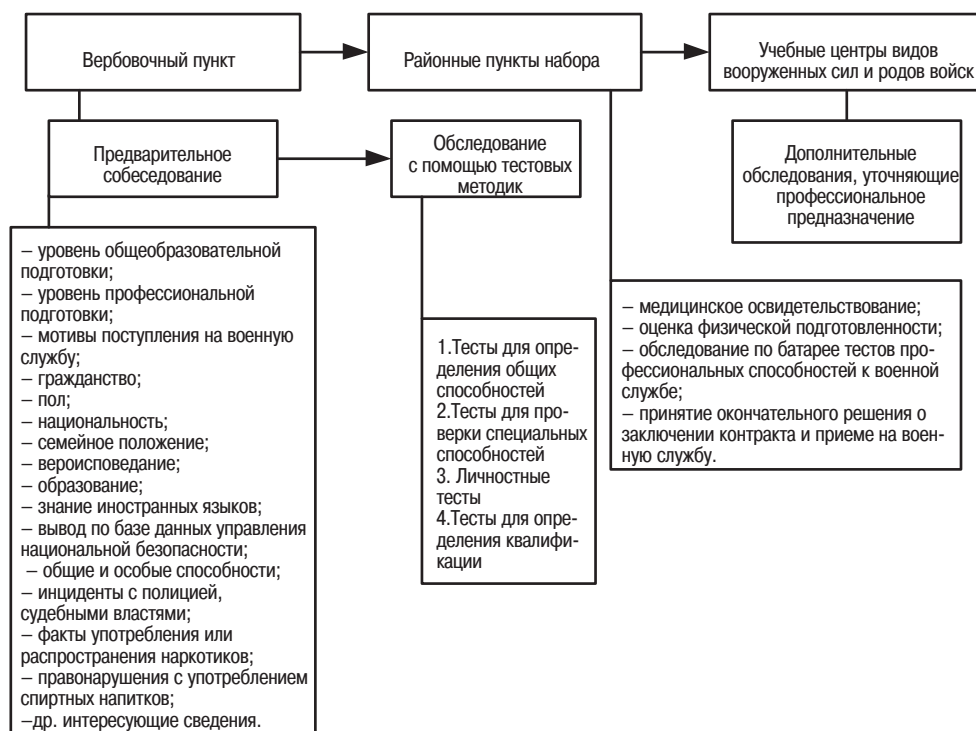 Вербовочный пункт
Районные пункты набора
Учебные центры видов
вооруженных сил и родов войск
Предварительное
собеседование
Обследование
с помощью тестовых
методик
Дополнительные
обследования, уточняющие
профессиональное
предназначение
– уровень общеобразовательной
подготовки;
– уровень профессиональной
подготовки;
– мотивы поступления на военную
службу;
– гражданство;
– пол;
– национальность;
– семейное положение;
– вероисповедание;
– образование;
– знание иностранных языков;
– вывод по базе данных управления
национальной безопасности;
– общие и особые способности;
– инциденты с полицией,
судебными властями;
– факты употребления или
распространения наркотиков;
– правонарушения с употреблением
спиртных напитков;
–др. интересующие сведения.
1.Тесты для опре-
деления общих
способностей
2.Тесты для про-
верки специальных
способностей
3. Личностные
тесты
4.Тесты для опре-
деления квалифи-
кации
– медицинское освидетельствование;
– оценка физической подготовленности;
– обследование по батарее тестов про-
фессиональных способностей к военной
службе;
– принятие окончательного решения о
заключении контракта и приеме на воен-
ную службу.